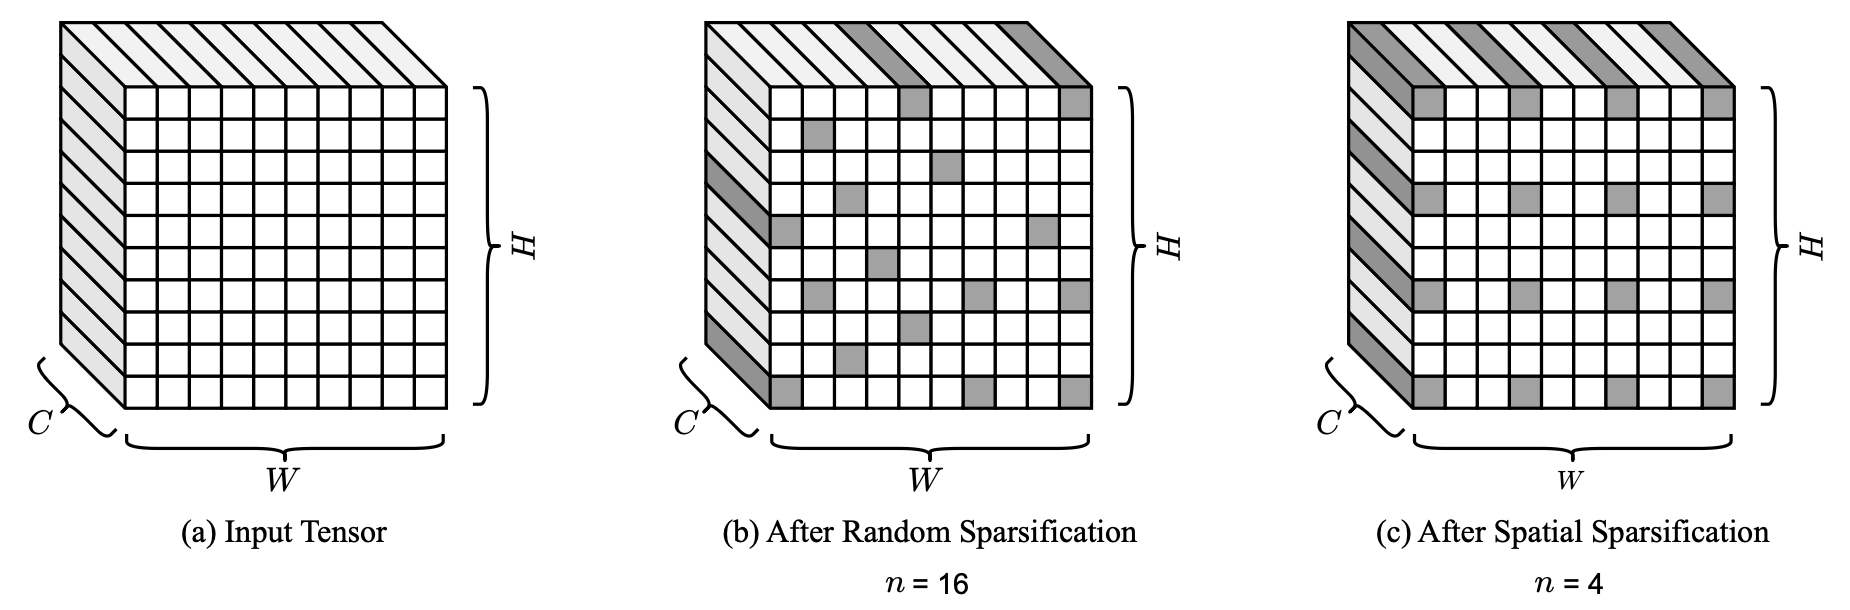 H
H
H
C
C
C
W
W
W
(a) Input Tensor
(b) After Random Sparsification
(c) After Spatial Sparsification
n = 16
n = 4